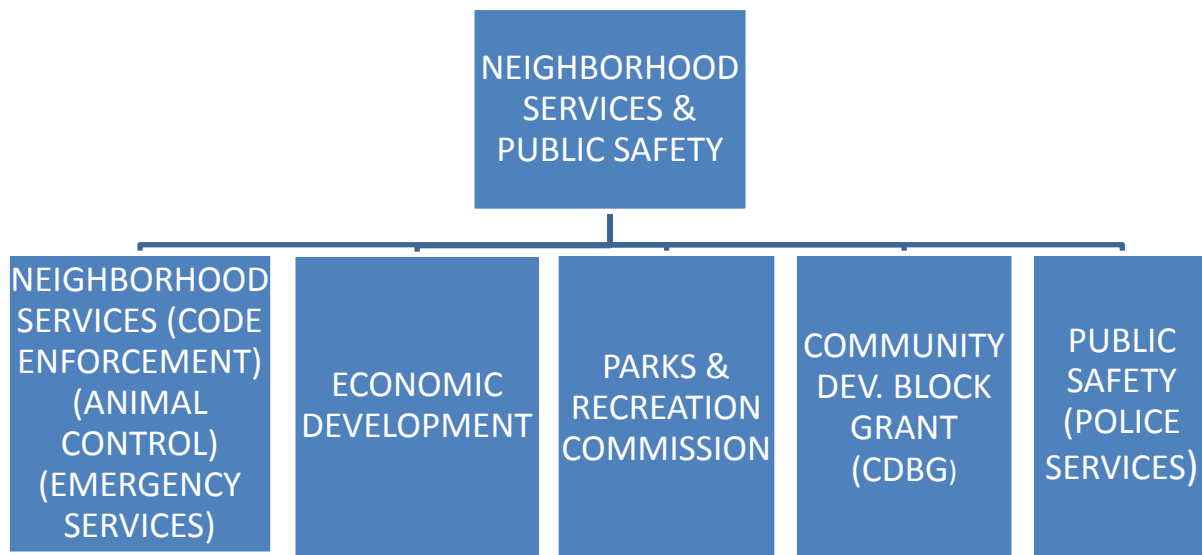 NEIGHBORHOOD
SERVICES &
PUBLIC SAFETY
NEIGHBORHOOD
SERVICES (CODE
ENFORCEMENT)
(ANIMAL
CONTROL)
(EMERGENCY
SERVICES)
ECONOMIC
DEVELOPMENT
PARKS &
RECREATION
COMMISSION
COMMUNITY
DEV. BLOCK
GRANT
(CDBG)
PUBLIC
SAFETY
(POLICE
SERVICES)